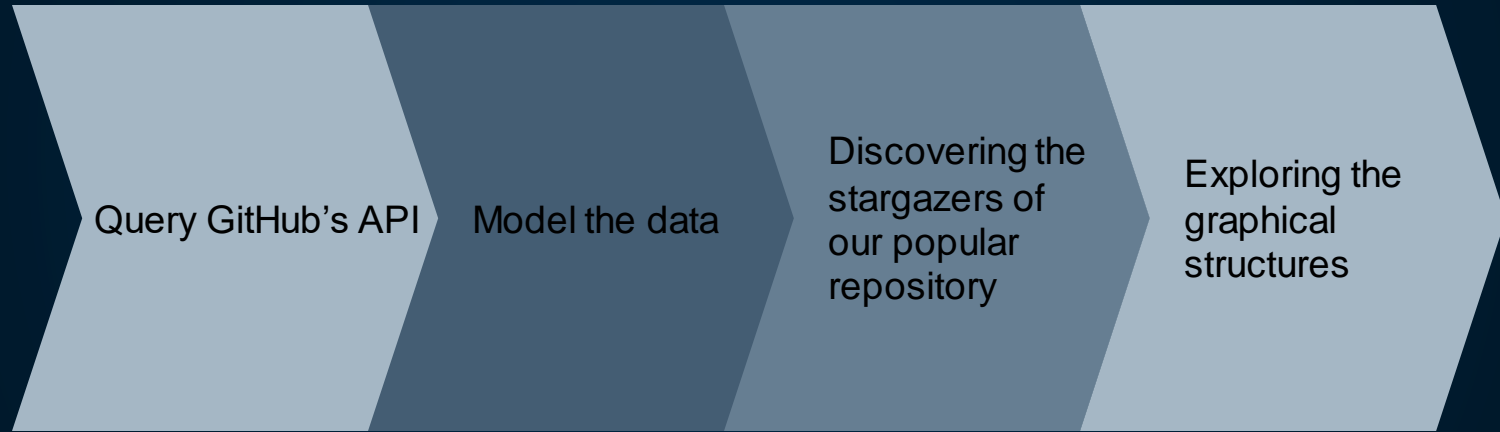 Query GitHub’s API
Model the data
Discovering the
stargazers of
our popular
repository
Exploring the
graphical
structures